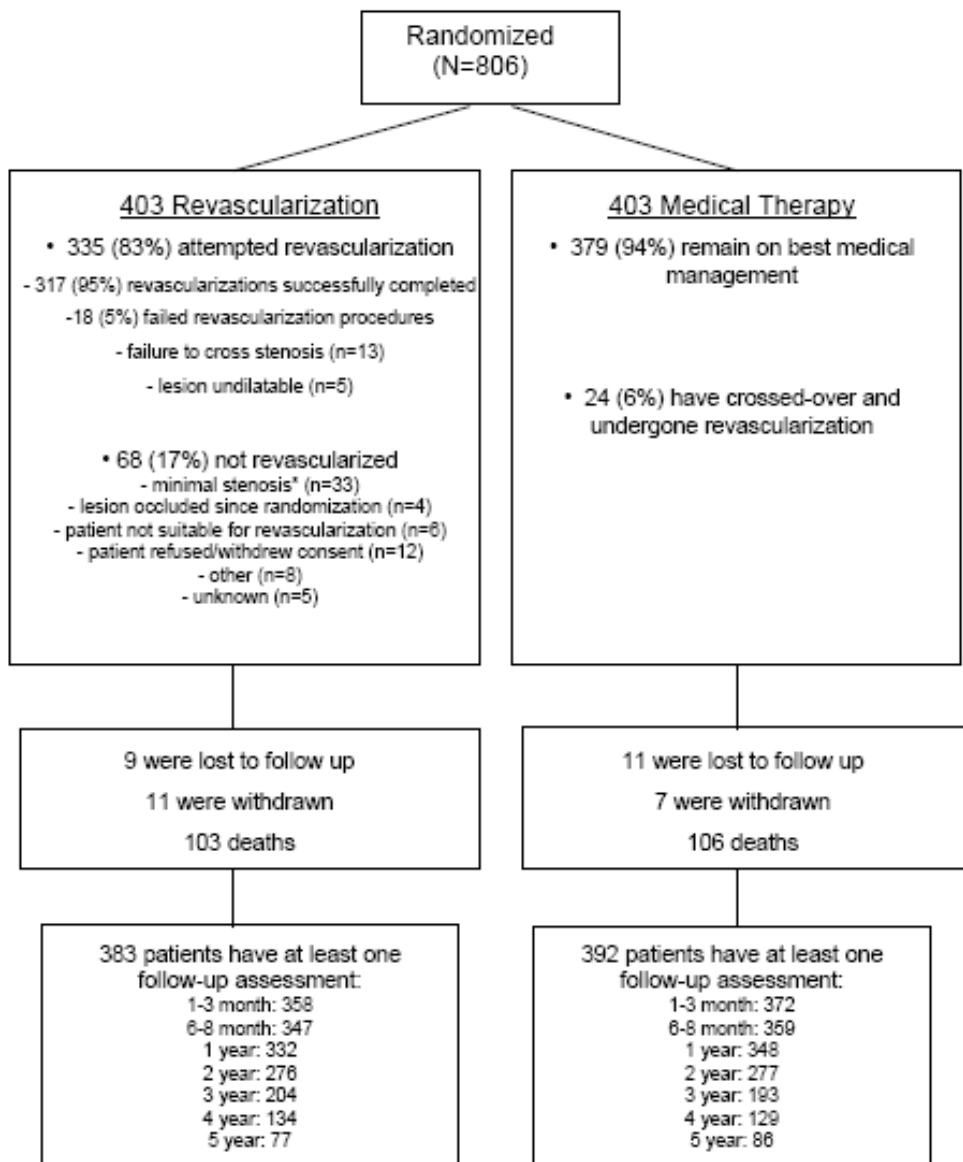 Randomized
(N=806)
403 Revascularization
• 335 (83%) attempted revascularization
- 317 (95%) revascularizations successfully completed
-18 (5%) failed revascularization procedures
- failure to cross stenosis (n=13)
- lesion undilatable (n=5)
• 68 (17%) not revascularized
- minimal stenosis* (n=33)
- lesion occluded since randomization (n=4)
- patient not suitable for revascularization (n=6)
- patient refused/withdrew consent (n=12)
- other (n=8)
- unknown (n=5)
403 Medical Therapy
• 379 (94%) remain on best medical
management
• 24 (6%) have crossed-over and
undergone revascularization
9 were lost to follow up
11 were withdrawn
103 deaths
11 were lost to follow up
7 were withdrawn
106 deaths
383 patients have at least one
follow-up assessment:
1-3 month: 358
6-8 month: 347
1 year: 332
2 year: 276
3 year: 204
4 year: 134
5 year: 77
392 patients have at least one
follow-up assessment:
1-3 month: 372
6-8 month: 359
1 year: 348
2 year: 277
3 year: 193
4 year: 129
5 year: 86